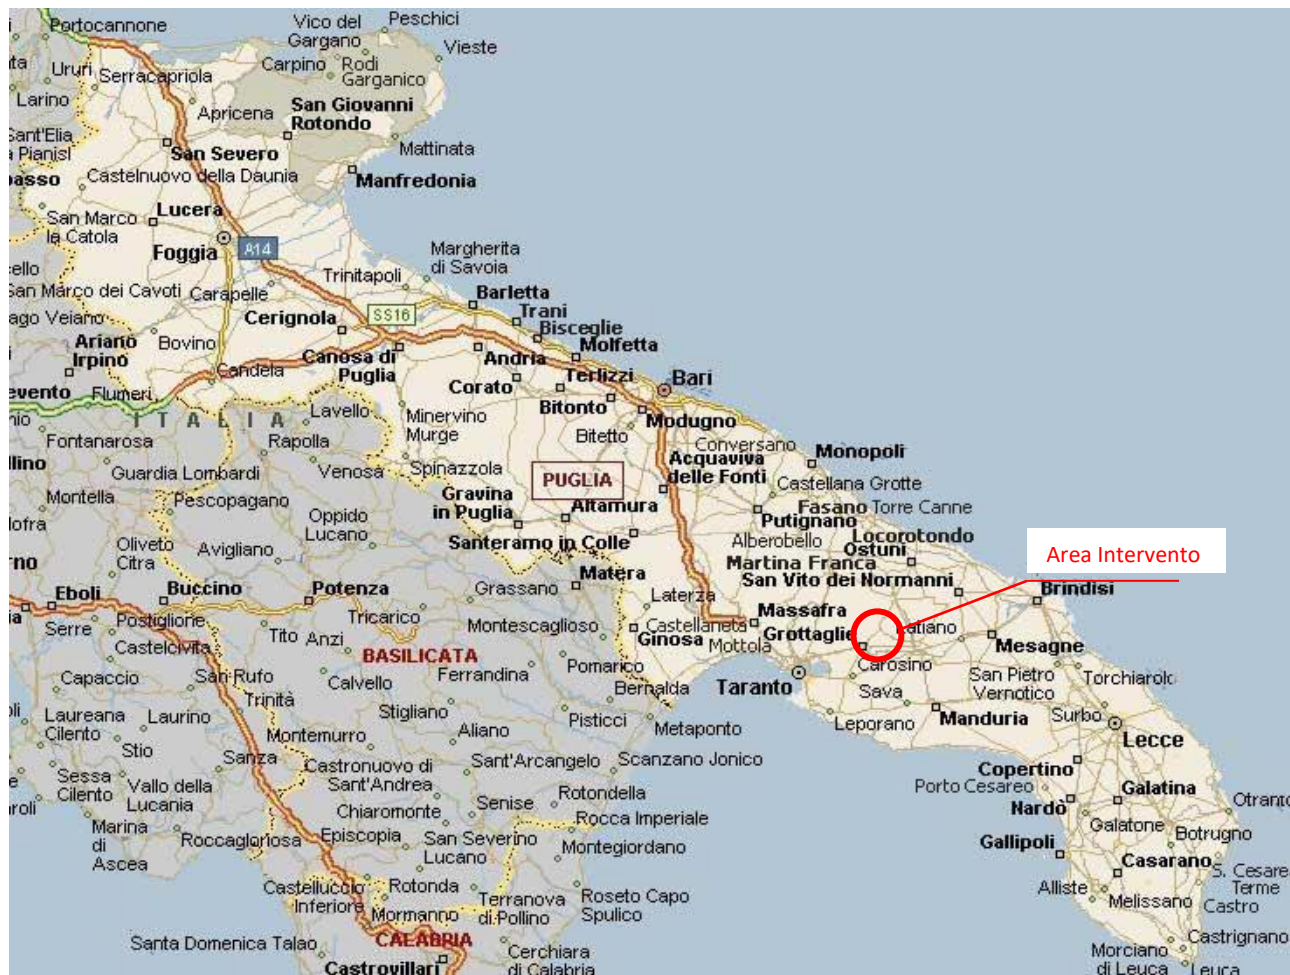 Portocannone
Vico del
Gargano
Peschici
Vieste
Ururi
Serracapriola
Carpino
Rodi
Garganico
Larino
Apricena
San Giovanni
Rotondo
Sant'Elia
a Pianisi
San Severo
Mattinata
passo
Castelnuovo della Daunia
Manfredonia
San Marco
la Catola
Lucera
Foggia
A14
Margherita
di Savoia
Trinitapoli
San Marco dei Cavoti
Carapelle
Barletta
SS16
Trani
Cerignola
Bisceglie
Ariano
Irpino
Bovino
Molfetta
Canosa di
Puglia
Andria
Candela
Corato
Terlizzi
Bari
Flumeri
ITALIA
Lavello
Minervino
Murge
Bitonto
Modugno
Fontanarosa
Rapolla
Bitetto
Conversano
Monopoli
Guardia Lombardi
Venosa
Spinazzola
PUGLIA
Acquaviva
delle Fonti
Castellana Grotte
Montella
Pescopagano
Gravina
in Puglia
Altamura
Fasano
Torre Canne
Putignano
Oppido
Lucano
Oliveto
Citra
Avigliano
Santeramo in Colle
Alberobello
Locorotondo
Ostuni
Area Intervento
Martina Franca
Matera
San Vito dei Normanni
Eboli
Buccino
Potenza
Grassano
Laterza
Brindisi
Serre
Postiglione
Tricarico
Castellaneta
Massafra
Tito
Anzi
Montescaglioso
Ginosa
Mottola
Grottaglie
Latiano
Castelcivita
Mesagne
BASILICATA
Pomarico
Carosino
San Pietro
Vernotico
Torchiarolo
Capaccio
San Rufo
Calvello
Ferrandina
Bernalda
Taranto
Sava
Trinità
Laureana
Cilento
Laurino
Stigliano
Pisticci
Metaponto
Leporano
Manduria
Surbo
Lecce
Stio
Montemurro
Aliano
Sanza
Castronuovo di
Sant'Andrea
Sant'Arcangelo
Scanzano Jonico
Copertino
Sessa
Cilento
Vallo della
Lucania
Porto Cesareo
Galatina
Otranto
Chiaromonte
Senise
Rotondella
Nardò
Rocca Imperiale
Galatone
Botrugno
Marina
di
Ascea
Roccagloriosa
Episcopia
San Severino
Lucano
Montegiordano
Gallipoli
Casarano
S. Cesarea
Terme
Castelluccio
Inferiore
Rotonda
Alliste
Melissano
Castro
Mormanno
Terranova
di Pollino
Roseto Capo
Spulico
Santa Domenica Talao
CALABRIA
Cerchiara
di Calabria
Castrovillari
Castrignano
Morciano
di Leuca
Leuca